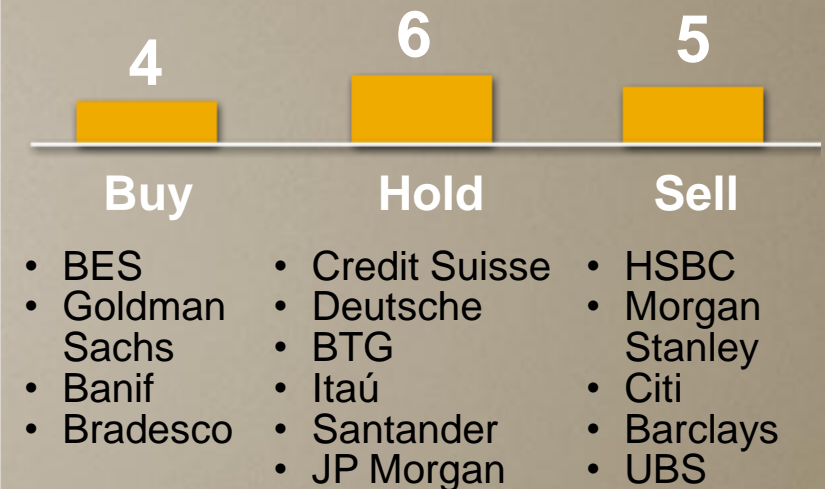 4
6
5
Buy
Hold
Sell
• BES
• Goldman
Sachs
• Banif
• Bradesco
• Credit Suisse
• Deutsche
• BTG
• Itaú
• Santander
• JP Morgan
• HSBC
• Morgan
Stanley
• Citi
• Barclays
• UBS